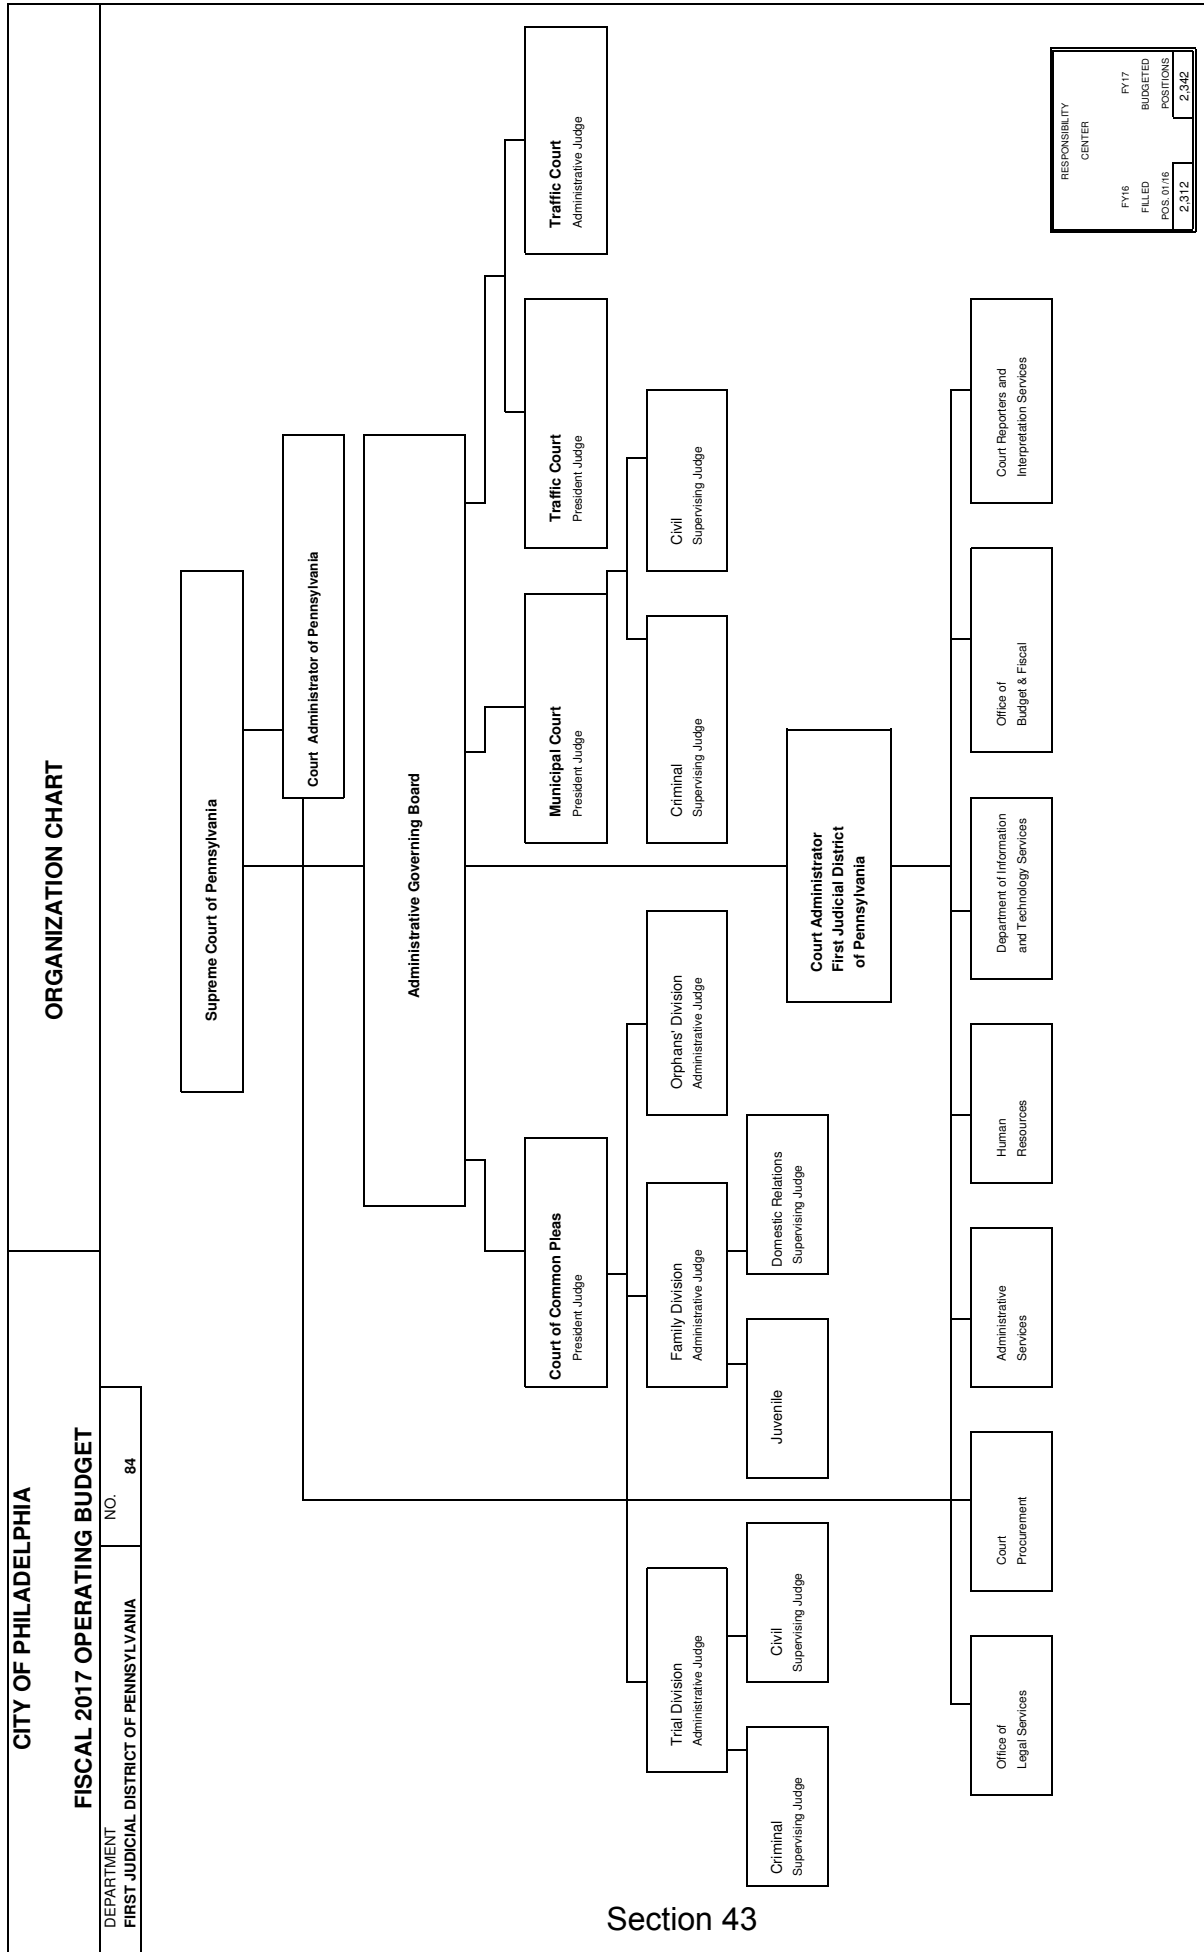 CITY OF PHILADELPHIA
FISCAL 2017 OPERATING BUDGET
ORGANIZATION CHART
DEPARTMENT
NO.
FIRST JUDICIAL DISTRICT OF PENNSYLVANIA
84
Supreme Court of Pennsylvania
Court Administrator of Pennsylvania
Administrative Governing Board
Court of Common Pleas
President Judge
Municipal Court
President Judge
Traffic Court
President Judge
Traffic Court
Administrative Judge
Trial Division
Administrative Judge
Family Division
Administrative Judge
Orphans' Division
Administrative Judge
Criminal
Supervising Judge
Civil
Supervising Judge
Criminal
Supervising Judge
Civil
Supervising Judge
Juvenile
Domestic Relations
Supervising Judge
Court Administrator
First Judicial District
of Pennsylvania
Office of
Legal Services
Court
Procurement
Administrative
Services
Human
Resources
Department of Information
and Technology Services
Office of
Budget & Fiscal
Court Reporters and
Interpretation Services
RESPONSIBILITY
CENTER
FY16
FY17
FILLED
BUDGETED
POS. 01/16
POSITIONS
2,312
2,342
Section 43